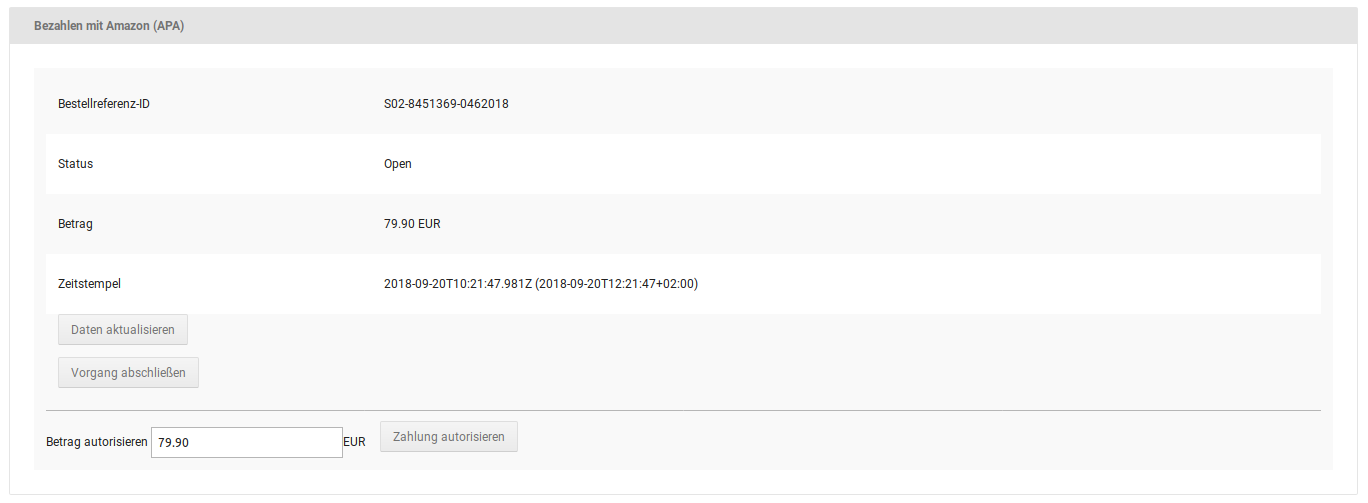 Bezahlen mit Amazon (APA)
Bestellreferenz-ID S02-8451369-0462018
Status Open
Betrag 79.90 EUR
Zeitstempel 2018-09-20T10:21:47.981Z (2018-09-20T12:21:47+02:00)
Daten aktualisieren
Vorgang abschließen
Betrag autorisieren 79.90 EUR Zahlung autorisieren